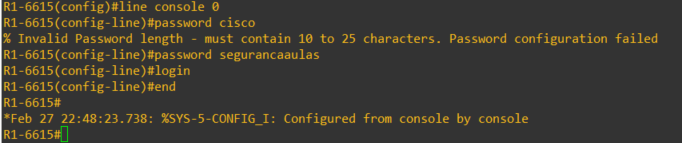 R1-6615(config)#line console 0
R1-6615(config-line)#password cisco
% Invalid Password length - must contain 10 to 25 characters. Password configuration failed
R1-6615(config-line)#password segurancaaulas
R1-6615(config-line)#login
R1-6615(config-line)#end
R1-6615#
*Feb 27 22:48:23.738: %SYS-5-CONFIG_I: Configured from console by console
R1-6615#